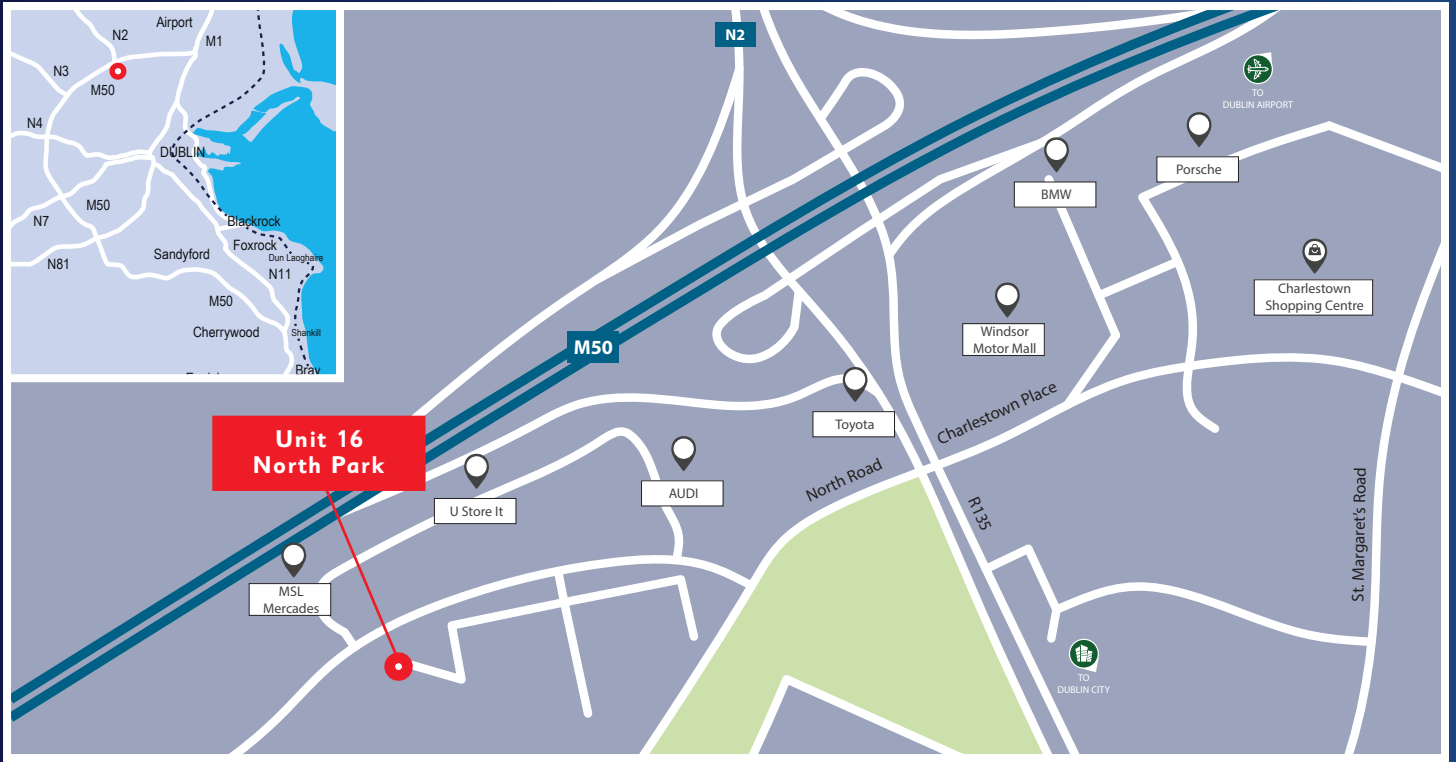 Airport
N2
M1
N3
M50
N4
DUBLIN
M50
N7
Blackrock
Foxrock
Sandyford
Dun Laoghaire
N81
N11
M50
Cherrywood
Shankill
Bray
N2
TO
DUBLIN AIRPORT
Porsche
BMW
Charlestown
Shopping Centre
Windsor
Motor Mall
M50
Toyota
Charlestown Place
Unit 16
North Park
North Road
AUDI
U Store It
R135
St. Margaret's Road
MSL
Mercades
TO
DUBLIN CITY